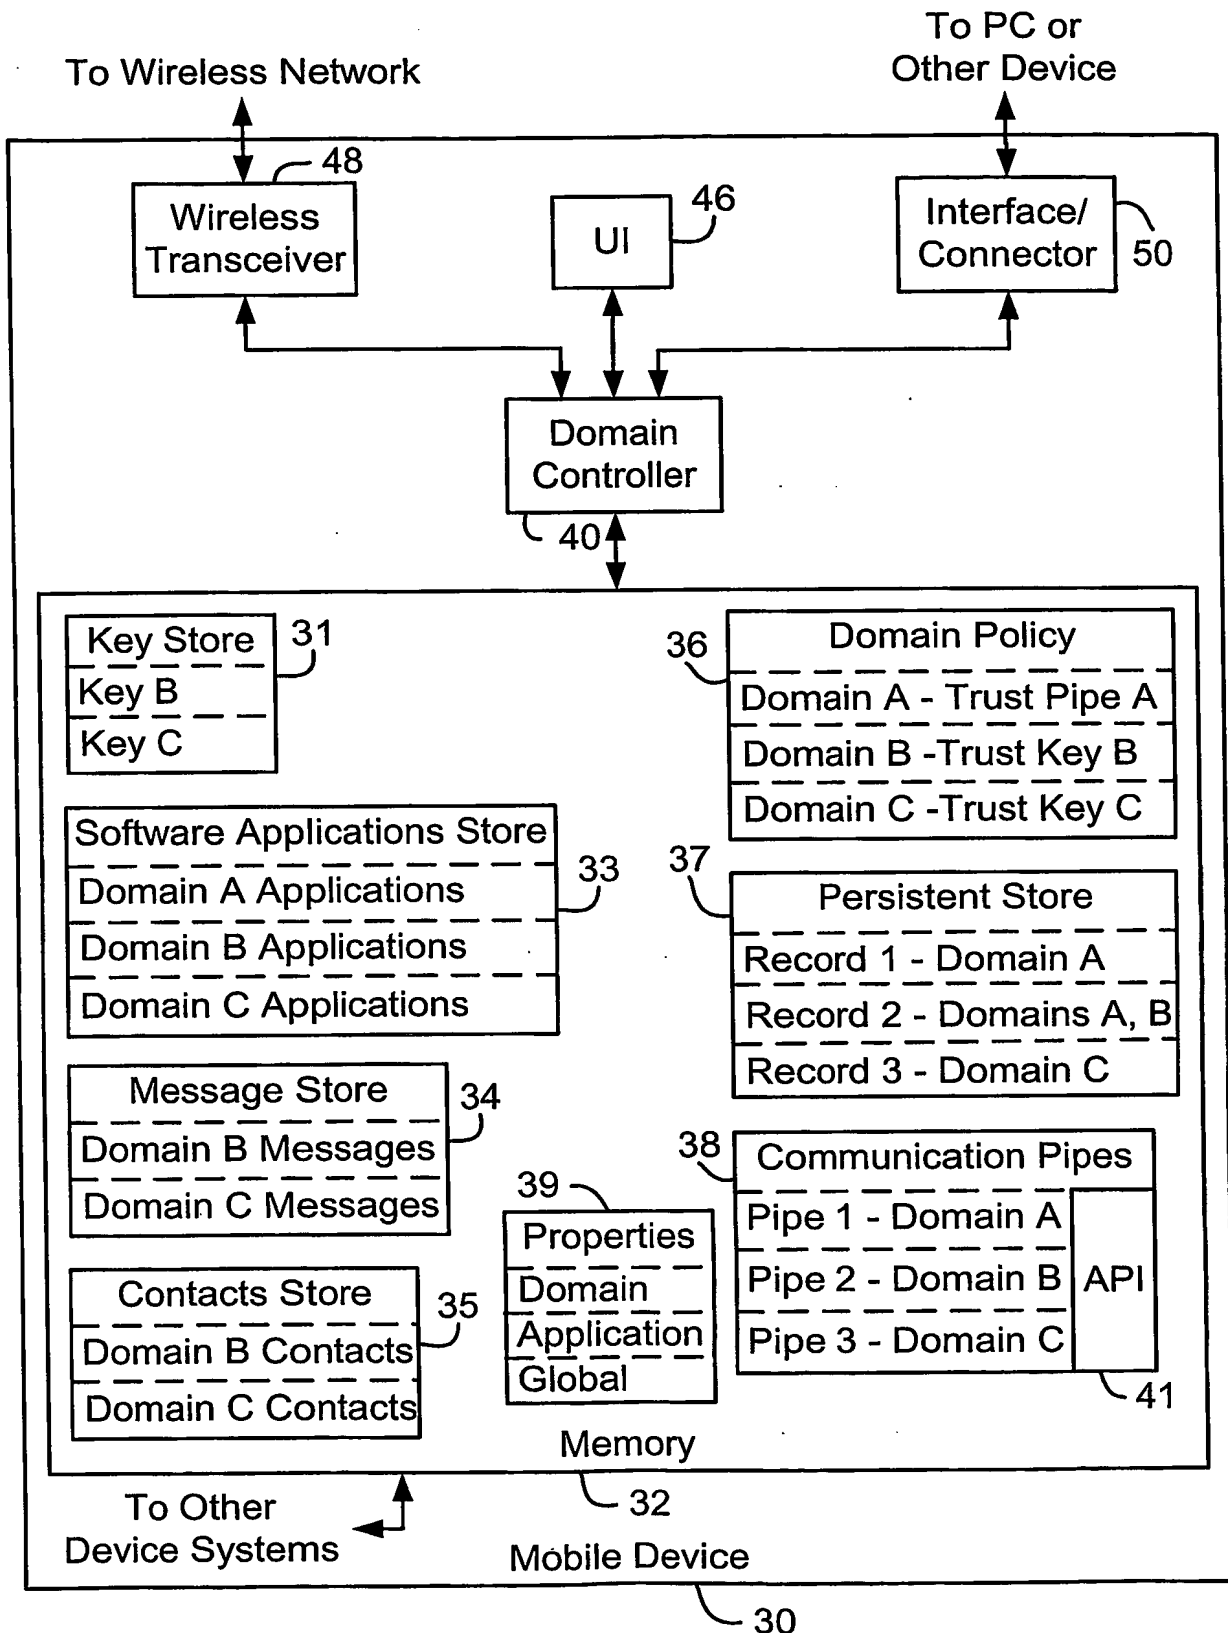 To Wireless Network
To PC or
Other Device
48
Wireless
Transceiver
UI
46
Interface/
Connector
50
Domain
Controller
40
Key Store
Key B
Key C
31
36
Domain Policy
Domain A - Trust Pipe A
Domain B -Trust Key B
Domain C -Trust Key C
Software Applications Store
Domain A Applications
Domain B Applications
Domain C Applications
33
37
Persistent Store
Record 1 - Domain A
Record 2 - Domains A, B
Record 3 - Domain C
Message Store
Domain B Messages
Domain C Messages
34
38
Communication Pipes
Pipe 1 - Domain A
Pipe 2 - Domain B
Pipe 3 - Domain C
API
41
39
Properties
Domain
Application
Global
Contacts Store
Domain B Contacts
Domain C Contacts
35
Memory
32
To Other
Device Systems
Mobile Device
30